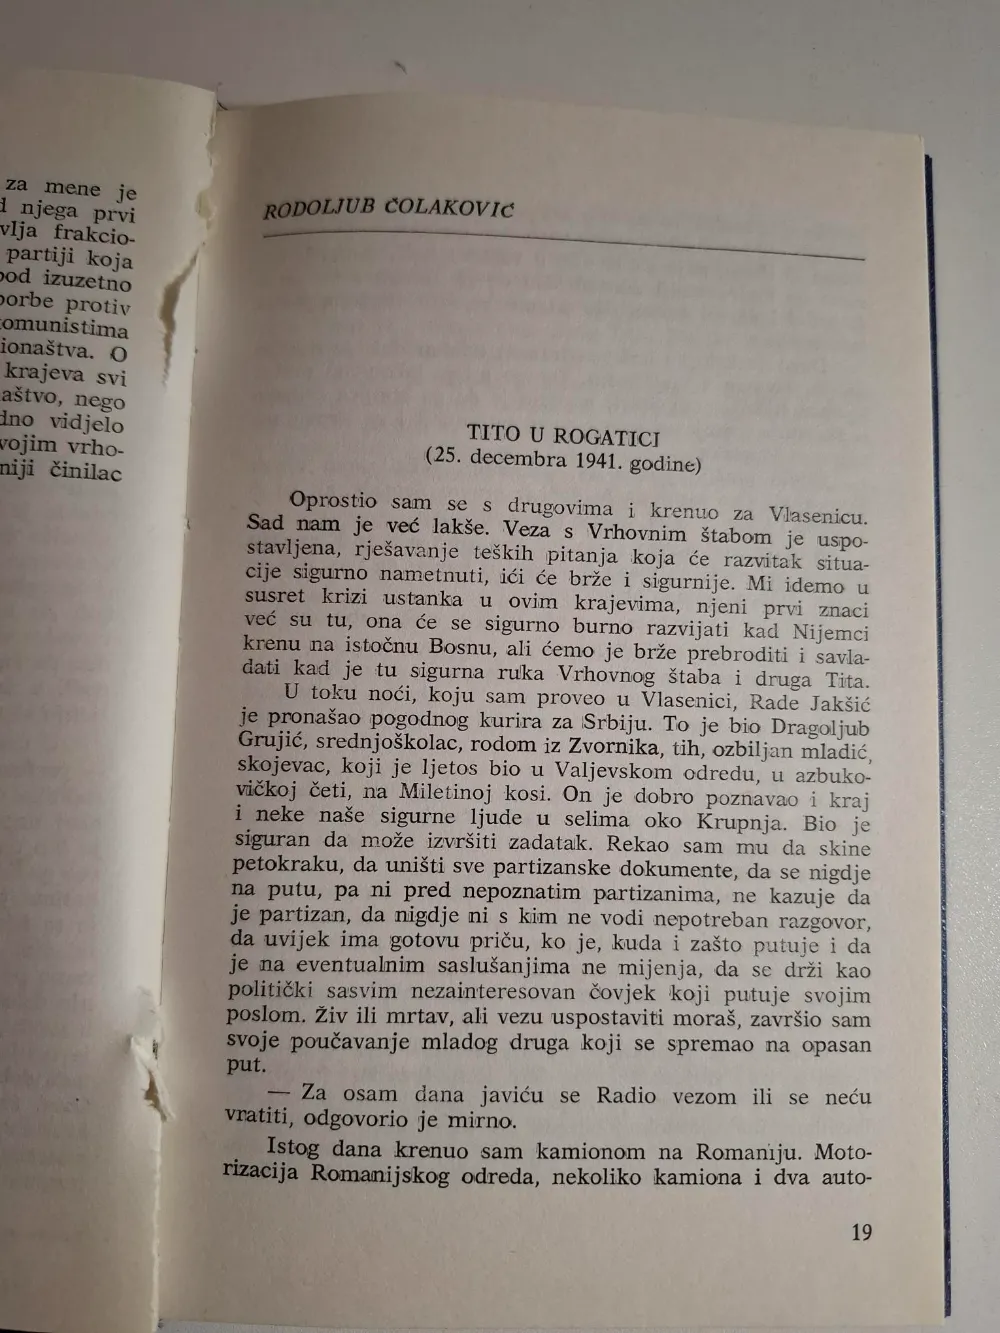 za mene je
njega prvi
frakcio-
partiji koja
pod izuzetno
borbe protiv
komunistima
O
krajeva svi
nego
vidjelo
svojim vrho-
činilac
RODOLJUB ČOLAKOVIĆ
TITO U ROGATICI
(25. decembra 1941. godine)
Oprostio sam se s drugovima i krenuo za Vlasenicu.
Sad nam je već lakše. Veza s Vrhovnim štabom je uspo-
stavljena, rješavanje teških pitanja koja će razvitak situa-
cije sigurno nametnuti, ići će brže i sigurnije. Mi idemo u
susret krizi ustanka u ovim krajevima, njeni prvi znaci
već su tu, ona će se sigurno burno razvijati kad Nijemci
krenu na istočnu Bosnu, ali ćemo je brže prebroditi i savla-
dati kad je tu sigurna ruka Vrhovnog štaba i druga Tita.
U toku noći, koju sam proveo u Vlasenici, Rade Jakšić
je pronašao pogodnog kurira za Srbiju. To je bio Dragoljub
Grujić, srednjoškolac, rodom iz Zvornika, tih, ozbiljan mladić,
skojevac, koji je ljetos bio u Valjevskom odredu, u azbuko-
vičkoj četi, na Miletinoj kosi. On je dobro poznavao i kraj
i neke naše sigurne ljude u selima oko Krupnja. Bio je
siguran da može izvršiti zadatak. Rekao sam mu da skine
petokraku, da uništi sve partizanske dokumente, da se nigdje
na putu, pa ni pred nepoznatim partizanima, ne kazuje da
je partizan, da nigdje ni s kim ne vodi nepotreban razgovor,
da uvijek ima gotovu priču, ko je, kuda i zašto putuje i da
je na eventualnim saslušanjima ne mijenja, da se drži kao
politički sasvim nezainteresovan čovjek koji putuje svojim
poslom. Živ ili mrtav, ali vezu uspostaviti moraš, završio sam
svoje poučavanje mladog druga koji se spremao na opasan
put.
— Za osam dana javiću se Radio vezom ili se neću
vratiti, odgovorio je mirno.
Istog dana krenuo sam kamionom na Romaniju. Moto-
rizacija Romanijskog odreda, nekoliko kamiona i dva auto-
19